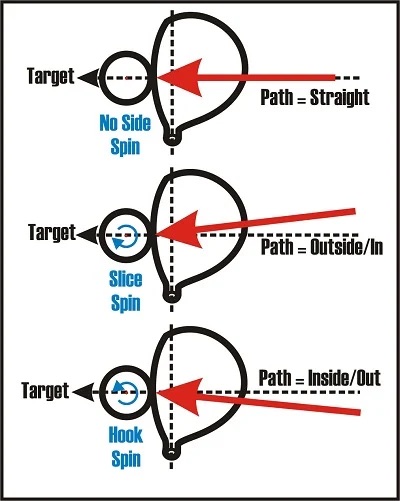 Target
Path = Straight
No Side
Spin
Target
Path = Outside/In
Slice
Spin
Path = Inside/Out
Target
Hook
Spin